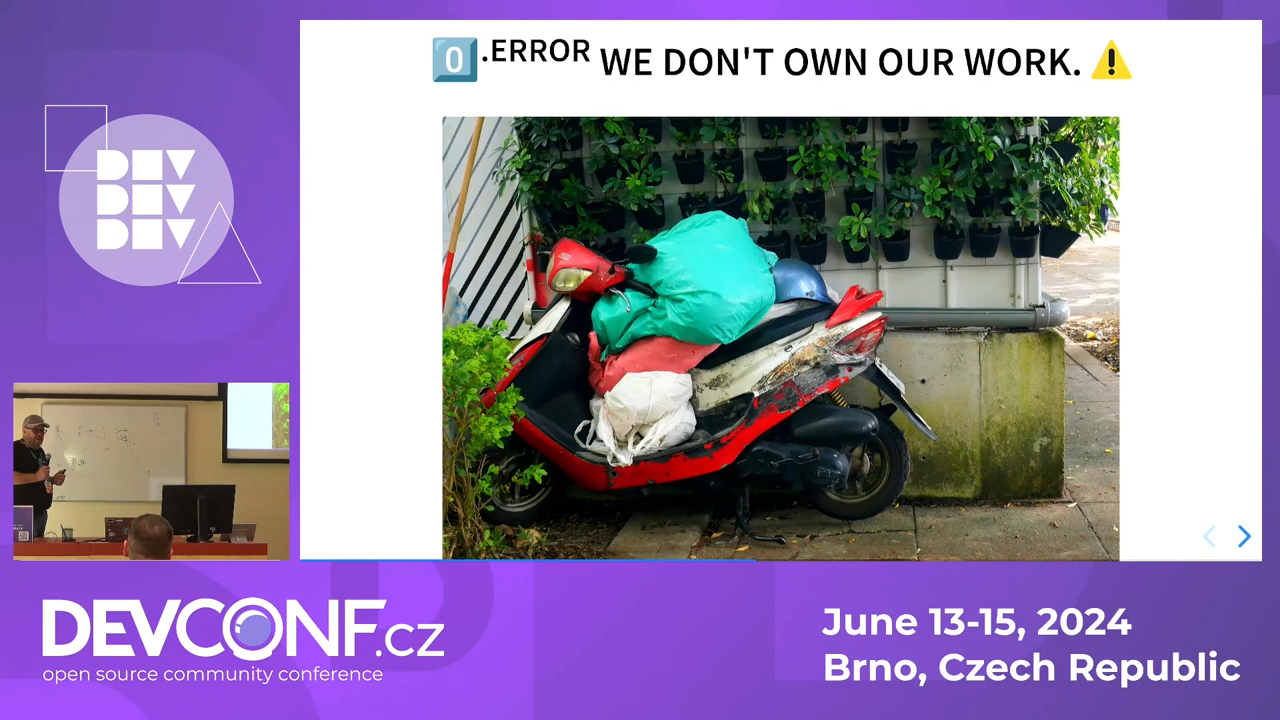 0️⃣.ERROR WE DON'T OWN OUR WORK. ⚠️
DEV
DEV
DEV
DEVCONF.cz
open source community conference
June 13-15, 2024
Brno, Czech Republic